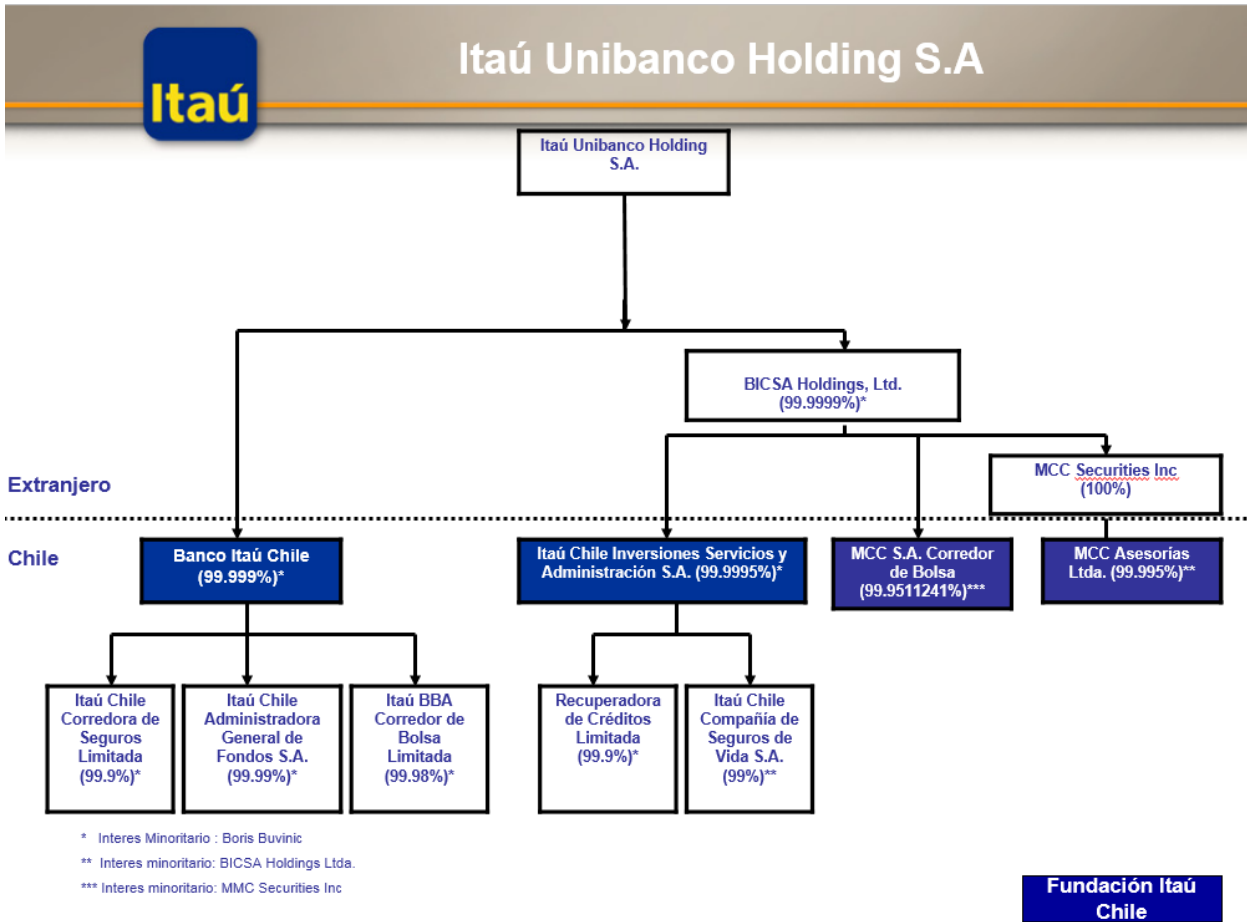 Itaú
Itaú Unibanco Holding S.A
Itaú Unibanco Holding
S.A.
BICSA Holdings, Ltd.
(99.9999%)*
MCC Securities Inc
(100%)
Extranjero
Chile
Banco Itaú Chile
(99.999%)*
Itaú Chile Inversiones Servicios y
Administración S.A. (99.9995%)*
MCC S.A. Corredor
de Bolsa
(99.9511241%)***
MCC Asesorías
Ltda. (99.995%)**
Itaú Chile
Corredora de
Seguros
Limitada
(99.9%)*
Itaú Chile
Administradora
General de
Fondos S.A.
(99.99%)*
Itaú BBA
Corredor de
Bolsa
Limitada
(99.98%)*
Recuperadora
de Créditos
Limitada
(99.9%)*
Itaú Chile
Compañía de
Seguros de
Vida S.A.
(99%)**
* Interes Minoritario : Boris Buvinic
** Interes minoritario: BICSA Holdings Ltda.
*** Interes minoritario: MMC Securities Inc
Fundación Itaú
Chile